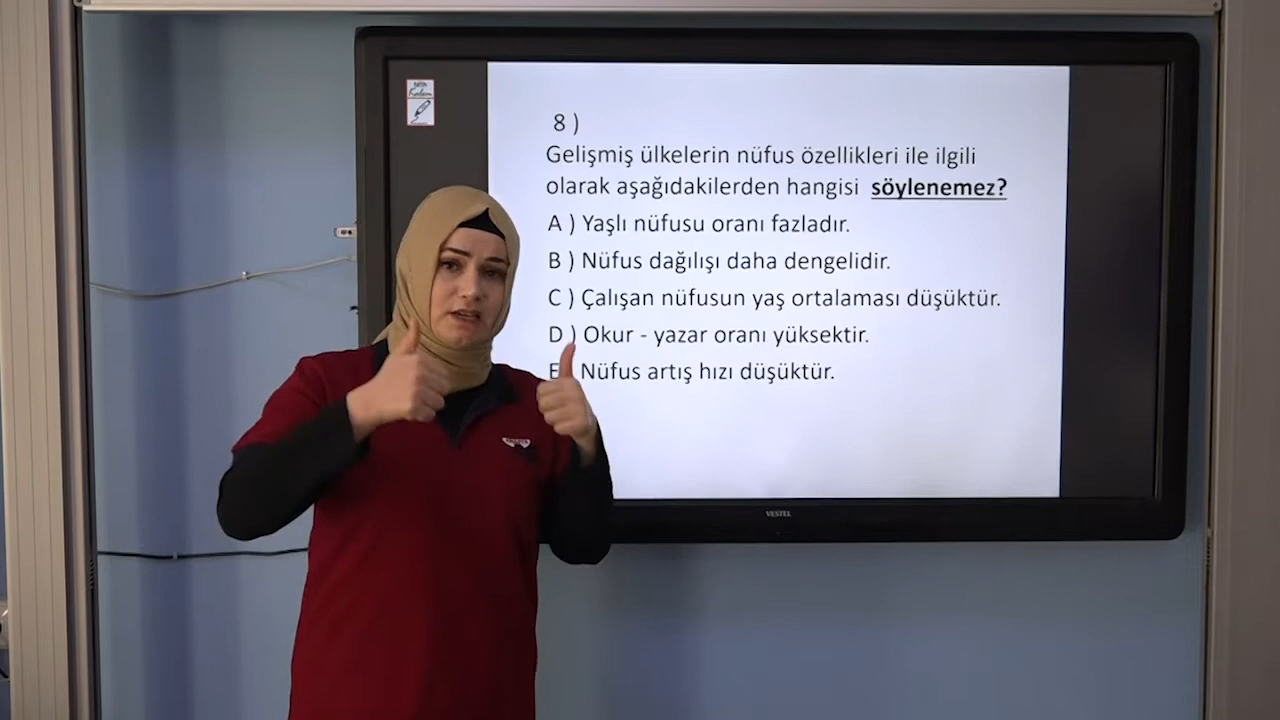 8 )
Gelişmiş ülkelerin nüfus özellikleri ile ilgili
olarak aşağıdakilerden hangisi söylenemez?
A ) Yaşlı nüfusu oranı fazladır.
B ) Nüfus dağılışı daha dengelidir.
C ) Çalışan nüfusun yaş ortalaması düşüktür.
D ) Okur - yazar oranı yüksektir.
E ) Nüfus artış hızı düşüktür.
VESTEL